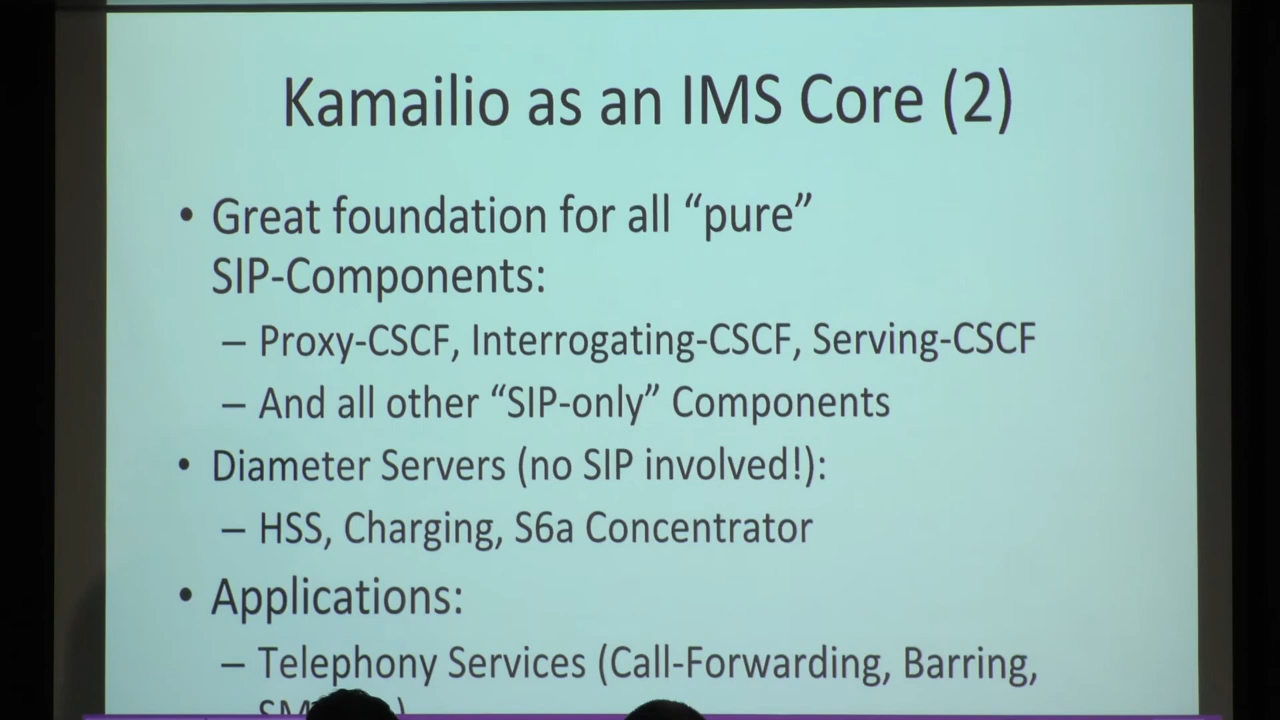 Kamailio as an IMS Core (2)
• Great foundation for all “pure”
SIP-Components:
– Proxy-CSCF, Interrogating-CSCF, Serving-CSCF
– And all other “SIP-only” Components
• Diameter Servers (no SIP involved!):
– HSS, Charging, S6a Concentrator
• Applications:
– Telephony Services (Call-Forwarding, Barring,